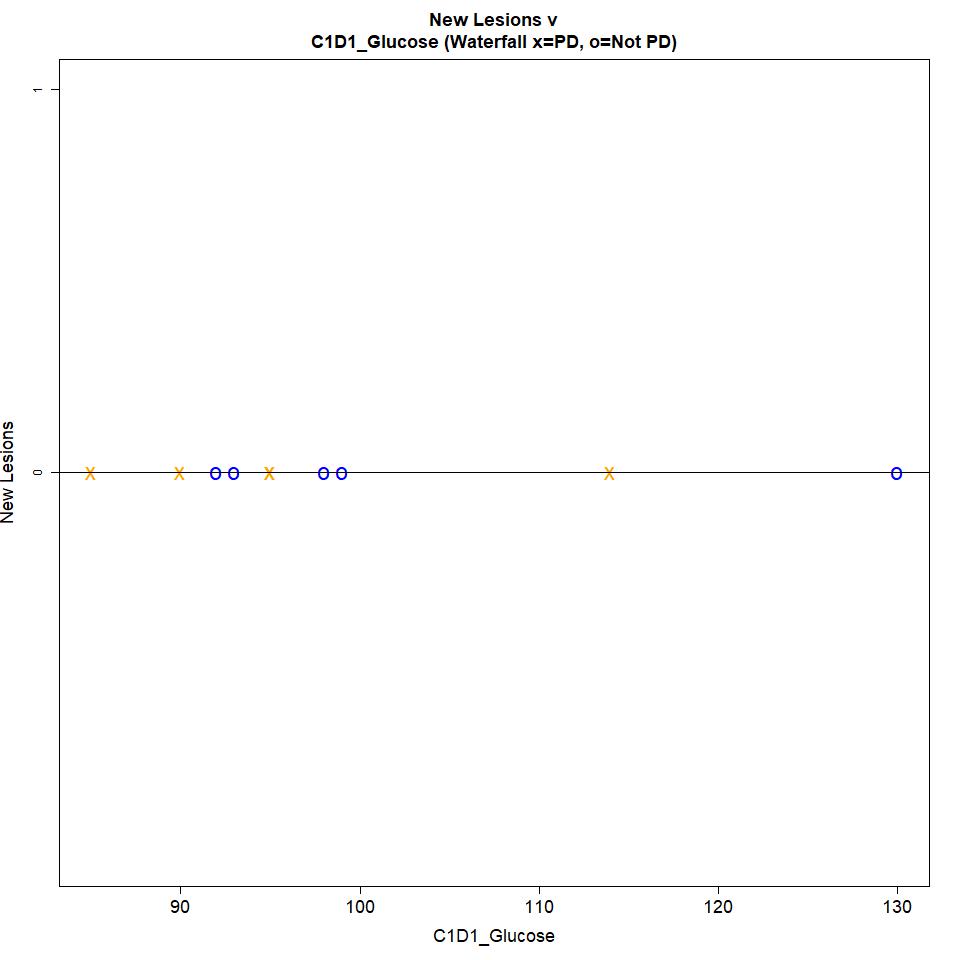 New Lesions v
C1D1_Glucose (Waterfall x=PD, o=Not PD)
1
New Lesions
0
x x o o x o o x o
90 100 110 120 130
C1D1_Glucose